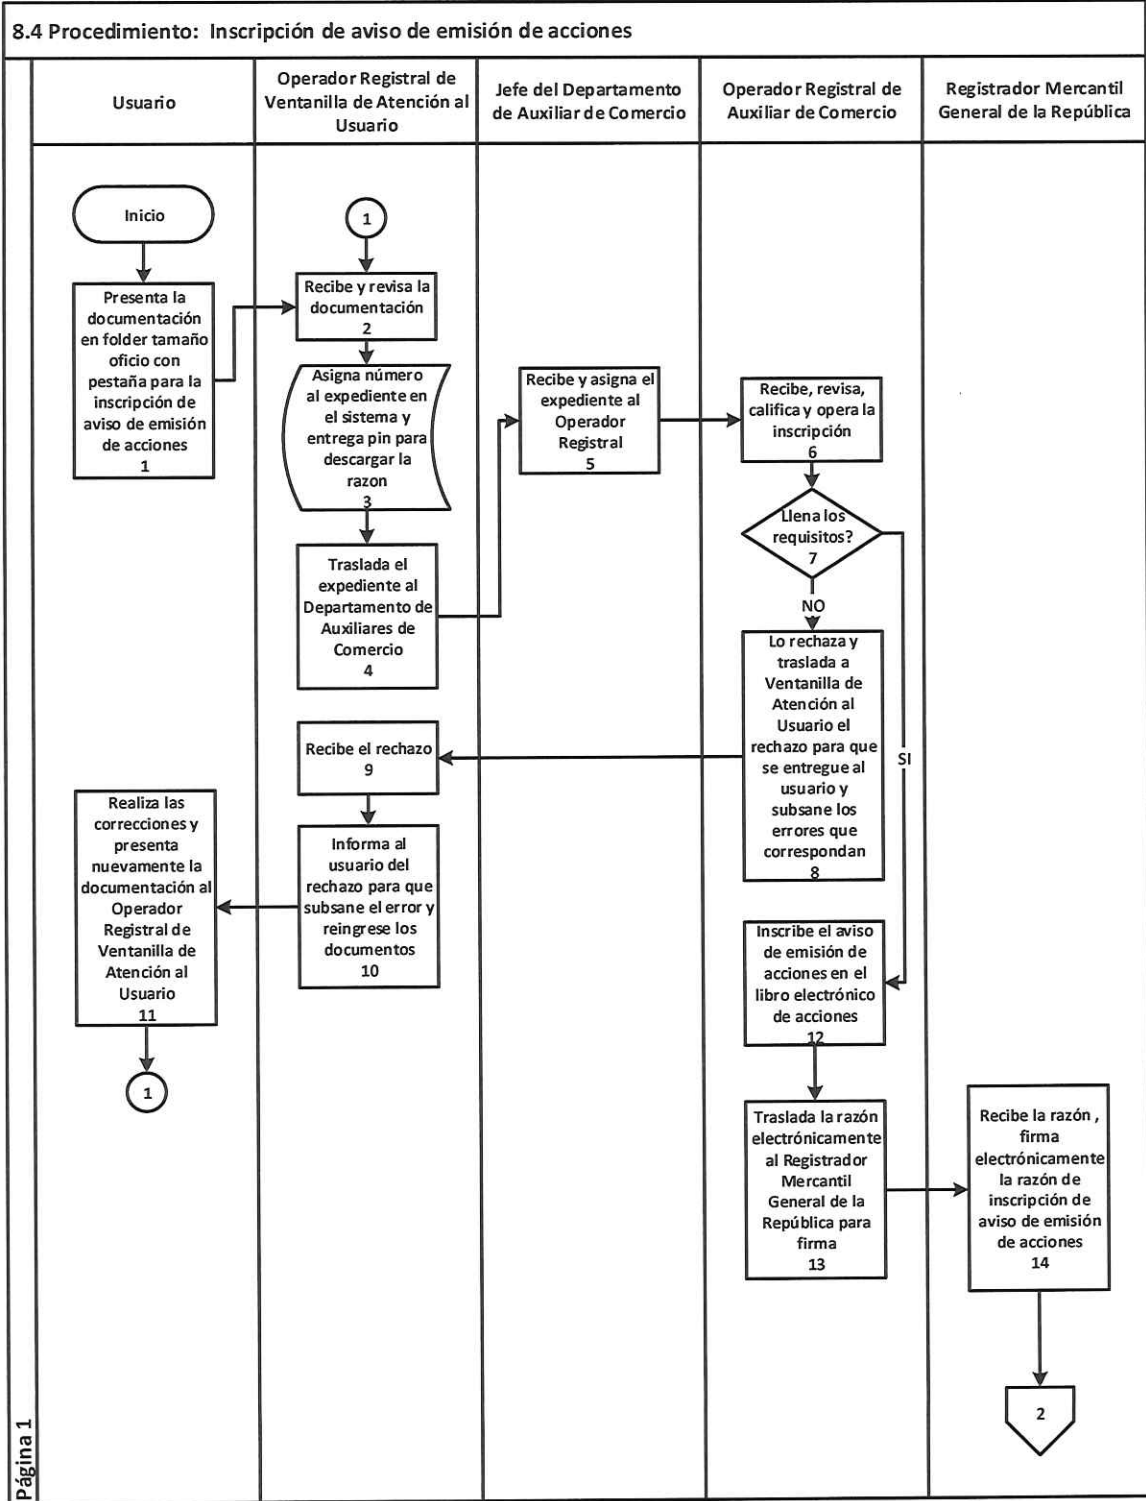 8.4 Procedimiento: Inscripción de aviso de emisión de acciones
Usuario
Operador Registral de
Ventanilla de Atención al
Usuario
Jefe del Departamento
de Auxiliar de Comercio
Operador Registral de
Auxiliar de Comercio
Registrador Mercantil
General de la República
Inicio
Presenta la
documentación
en folder tamaño
oficio con
pestaña para la
inscripción de
aviso de emisión
de acciones
1
1
Recibe y revisa la
documentación
2
Asigna número
al expediente en
el sistema y
entrega pin para
descargar la
razon
3
Traslada el
expediente al
Departamento de
Auxiliares de
Comercio
4
Recibe y asigna el
expediente al
Operador
Registral
5
Recibe, revisa,
califica y opera la
inscripción
6
Llena los
requisitos?
7
NO
SI
Lo rechaza y
traslada a
Ventanilla de
Atención al
Usuario el
rechazo para que
se entregue al
usuario y
subsane los
errores que
correspondan
8
Recibe el rechazo
9
Informa al
usuario del
rechazo para que
subsane el error y
reingrese los
documentos
10
Realiza las
correcciones y
presenta
nuevamente la
documentación al
Operador
Registral de
Ventanilla de
Atención al
Usuario
11
1
Inscribe el aviso
de emisión de
acciones en el
libro electrónico
de acciones
12
Traslada la razón
electrónicamente
al Registrador
Mercantil
General de la
República para
firma
13
Recibe la razón ,
firma
electrónicamente
la razón de
inscripción de
aviso de emisión
de acciones
14
2
Página 1